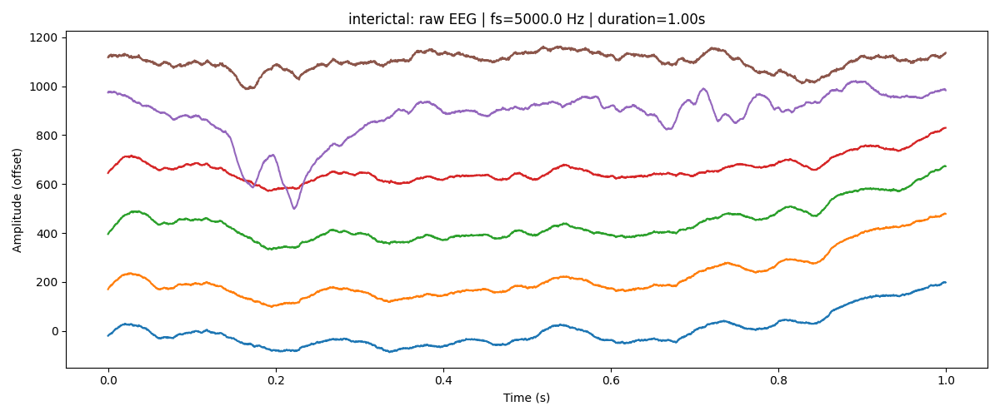 interictal: raw EEG | fs=5000.0 Hz | duration=1.00s
Amplitude (offset)
1200
1000
800
600
400
200
0
0.0 0.2 0.4 0.6 0.8 1.0
Time (s)